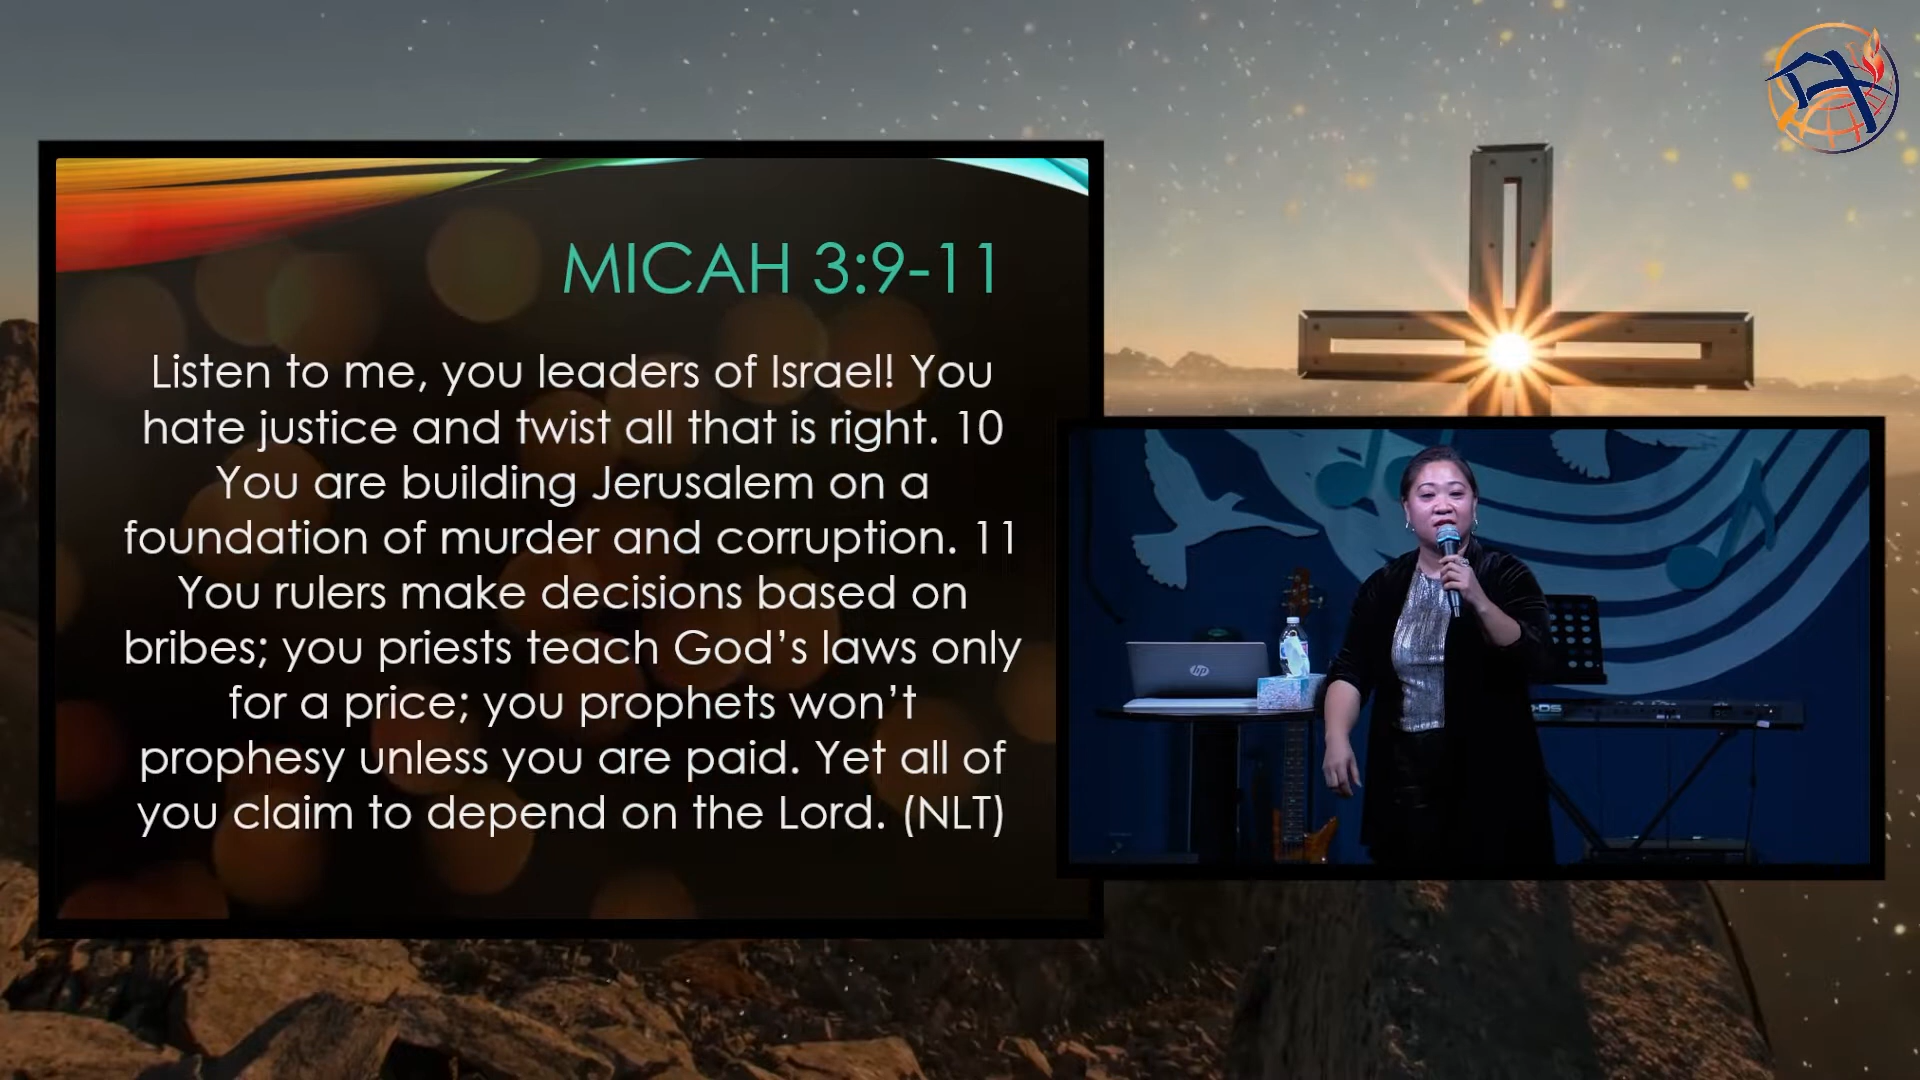 MICAH 3:9-11
Listen to me, you leaders of Israel! You
hate justice and twist all that is right. 10
You are building Jerusalem on a
foundation of murder and corruption. 11
You rulers make decisions based on
bribes; you priests teach God’s laws only
for a price; you prophets won’t
prophesy unless you are paid. Yet all of
you claim to depend on the Lord. (NLT)
hp